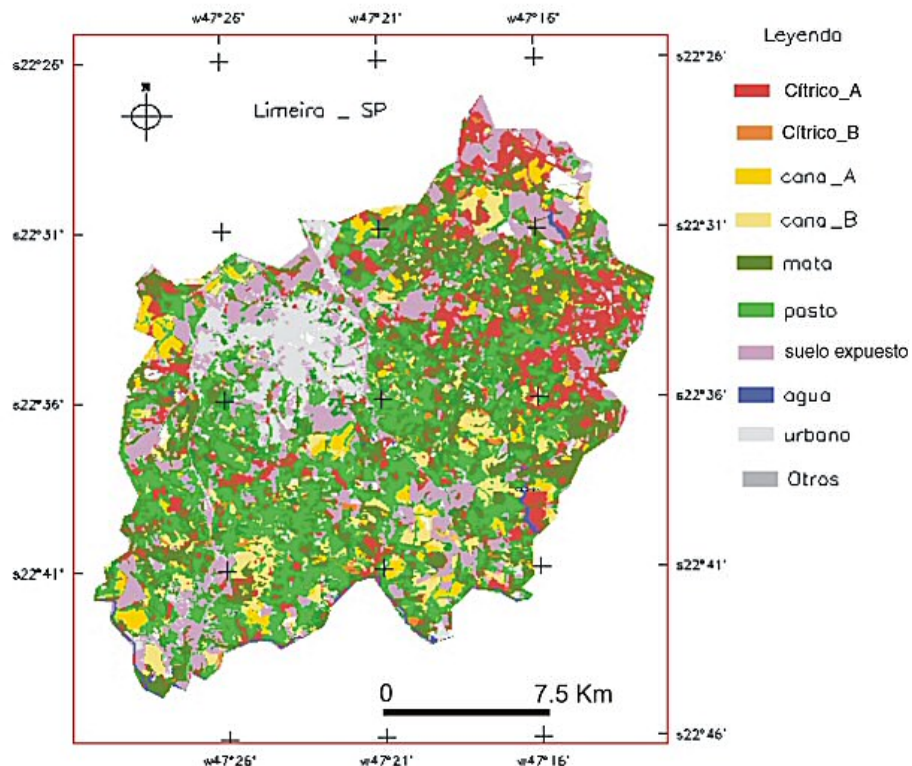 w47°26' w47°21' w47°16'
Leyenda
s22°26' s22°26'
Limeira _ SP
Cítrico_A
Cítrico_B
cana_A
cana_B
s22°31' s22°31'
mata
pasto
suelo expuesto
s22°36' s22°36'
agua
urbano
Otros
s22°41' s22°41'
0 7.5 Km
s22°46'
w47°26' w47°21' w47°16'